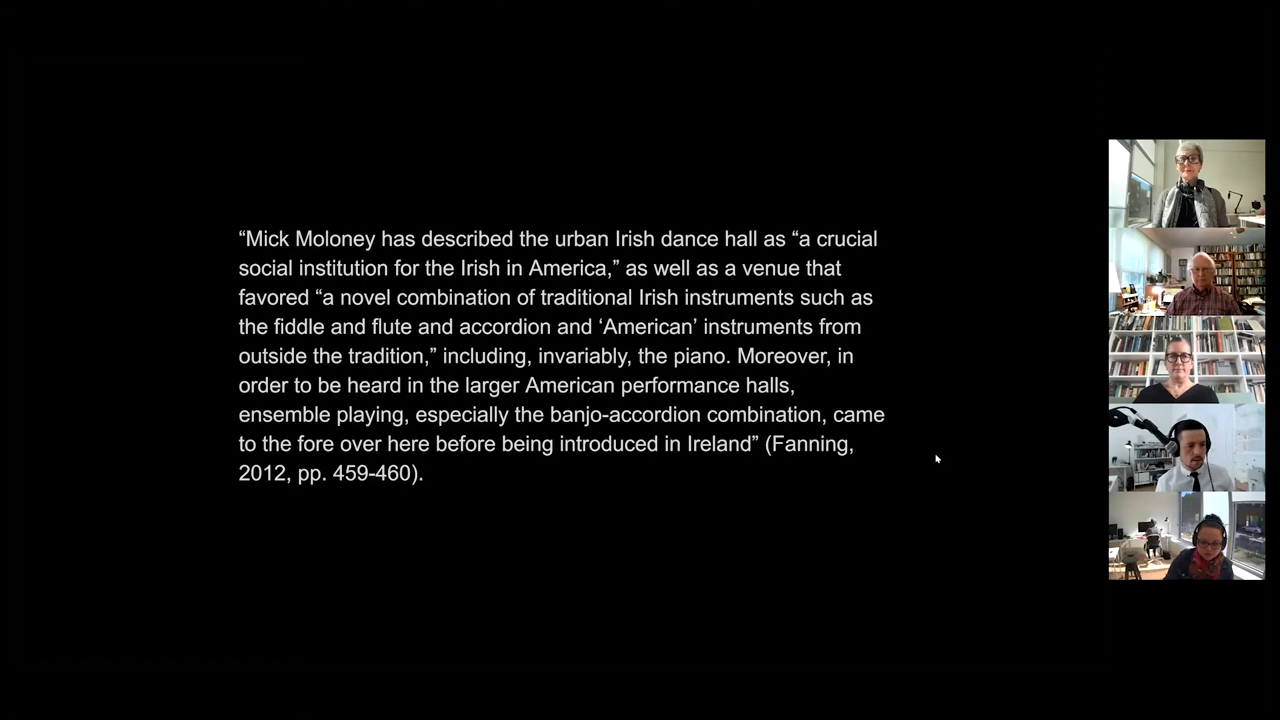 “Mick Moloney has described the urban Irish dance hall as “a crucial
social institution for the Irish in America,” as well as a venue that
favored “a novel combination of traditional Irish instruments such as
the fiddle and flute and accordion and ‘American’ instruments from
outside the tradition,” including, invariably, the piano. Moreover, in
order to be heard in the larger American performance halls,
ensemble playing, especially the banjo-accordion combination, came
to the fore over here before being introduced in Ireland” (Fanning,
2012, pp. 459-460).